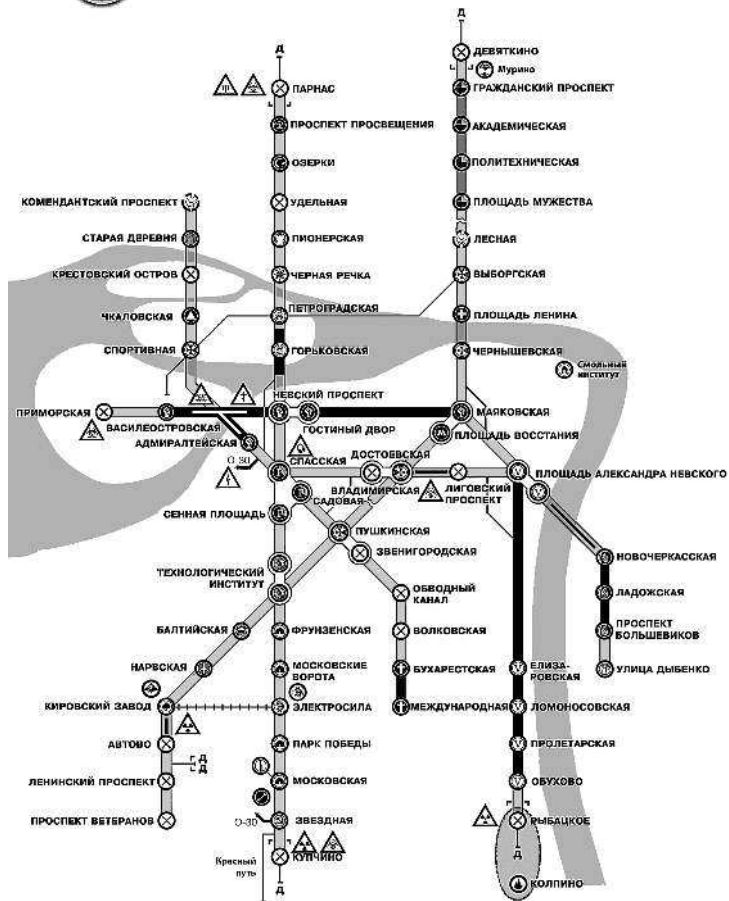 Д
ДЕВЯТКИНО
Мурино
Д
ПАРНАС
ГРАЖДАНСКИЙ ПРОСПЕКТ
ПРОСПЕКТ ПРОСВЕЩЕНИЯ
АКАДЕМИЧЕСКАЯ
ОЗЕРКИ
ПОЛИТЕХНИЧЕСКАЯ
КОМЕНДАНТСКИЙ ПРОСПЕКТ
УДЕЛЬНАЯ
ПЛОЩАДЬ МУЖЕСТВА
СТАРАЯ ДЕРЕВНЯ
ПИОНЕРСКАЯ
ЛЕСНАЯ
КРЕСТОВСКИЙ ОСТРОВ
ЧЕРНАЯ РЕЧКА
ВЫБОРГСКАЯ
ЧКАЛОВСКАЯ
ПЕТРОГРАДСКАЯ
ПЛОЩАДЬ ЛЕНИНА
СПОРТИВНАЯ
ГОРЬКОВСКАЯ
ЧЕРНЫШЕВСКАЯ
Смольный
институт
НЕВСКИЙ ПРОСПЕКТ
ПРИМОРСКАЯ
МАЯКОВСКАЯ
ВАСИЛЕОСТРОВСКАЯ
ГОСТИНЫЙ ДВОР
ПЛОЩАДЬ ВОССТАНИЯ
АДМИРАЛТЕЙСКАЯ
О-30
СПАССКАЯ
ДОСТОЕВСКАЯ
ПЛОЩАДЬ АЛЕКСАНДРА НЕВСКОГО
ВЛАДИМИРСКАЯ
ЛИГОВСКИЙ
ПРОСПЕКТ
САДОВАЯ
СЕННАЯ ПЛОЩАДЬ
ПУШКИНСКАЯ
ЗВЕНИГОРОДСКАЯ
НОВОЧЕРКАССКАЯ
ТЕХНОЛОГИЧЕСКИЙ
ИНСТИТУТ
ОБВОДНЫЙ
КАНАЛ
ЛАДОЖСКАЯ
БАЛТИЙСКАЯ
ФРУНЗЕНСКАЯ
ВОЛКОВСКАЯ
ПРОСПЕКТ
БОЛЬШЕВИКОВ
НАРВСКАЯ
МОСКОВСКИЕ
ВОРОТА
БУХАРЕСТСКАЯ
ЕЛИЗА-
РОВСКАЯ
УЛИЦА ДЫБЕНКО
КИРОВСКИЙ ЗАВОД
ЭЛЕКТРОСИЛА
МЕЖДУНАРОДНАЯ
ЛОМОНОСОВСКАЯ
АВТОВО
ПАРК ПОБЕДЫ
ПРОЛЕТАРСКАЯ
Д
Д
ЛЕНИНСКИЙ ПРОСПЕКТ
МОСКОВСКАЯ
ОБУХОВО
ПРОСПЕКТ ВЕТЕРАНОВ
О-30
ЗВЕЗДНАЯ
РЫБАЦКОЕ
Красный
путь
КУПЧИНО
Д
Д
КОЛПИНО